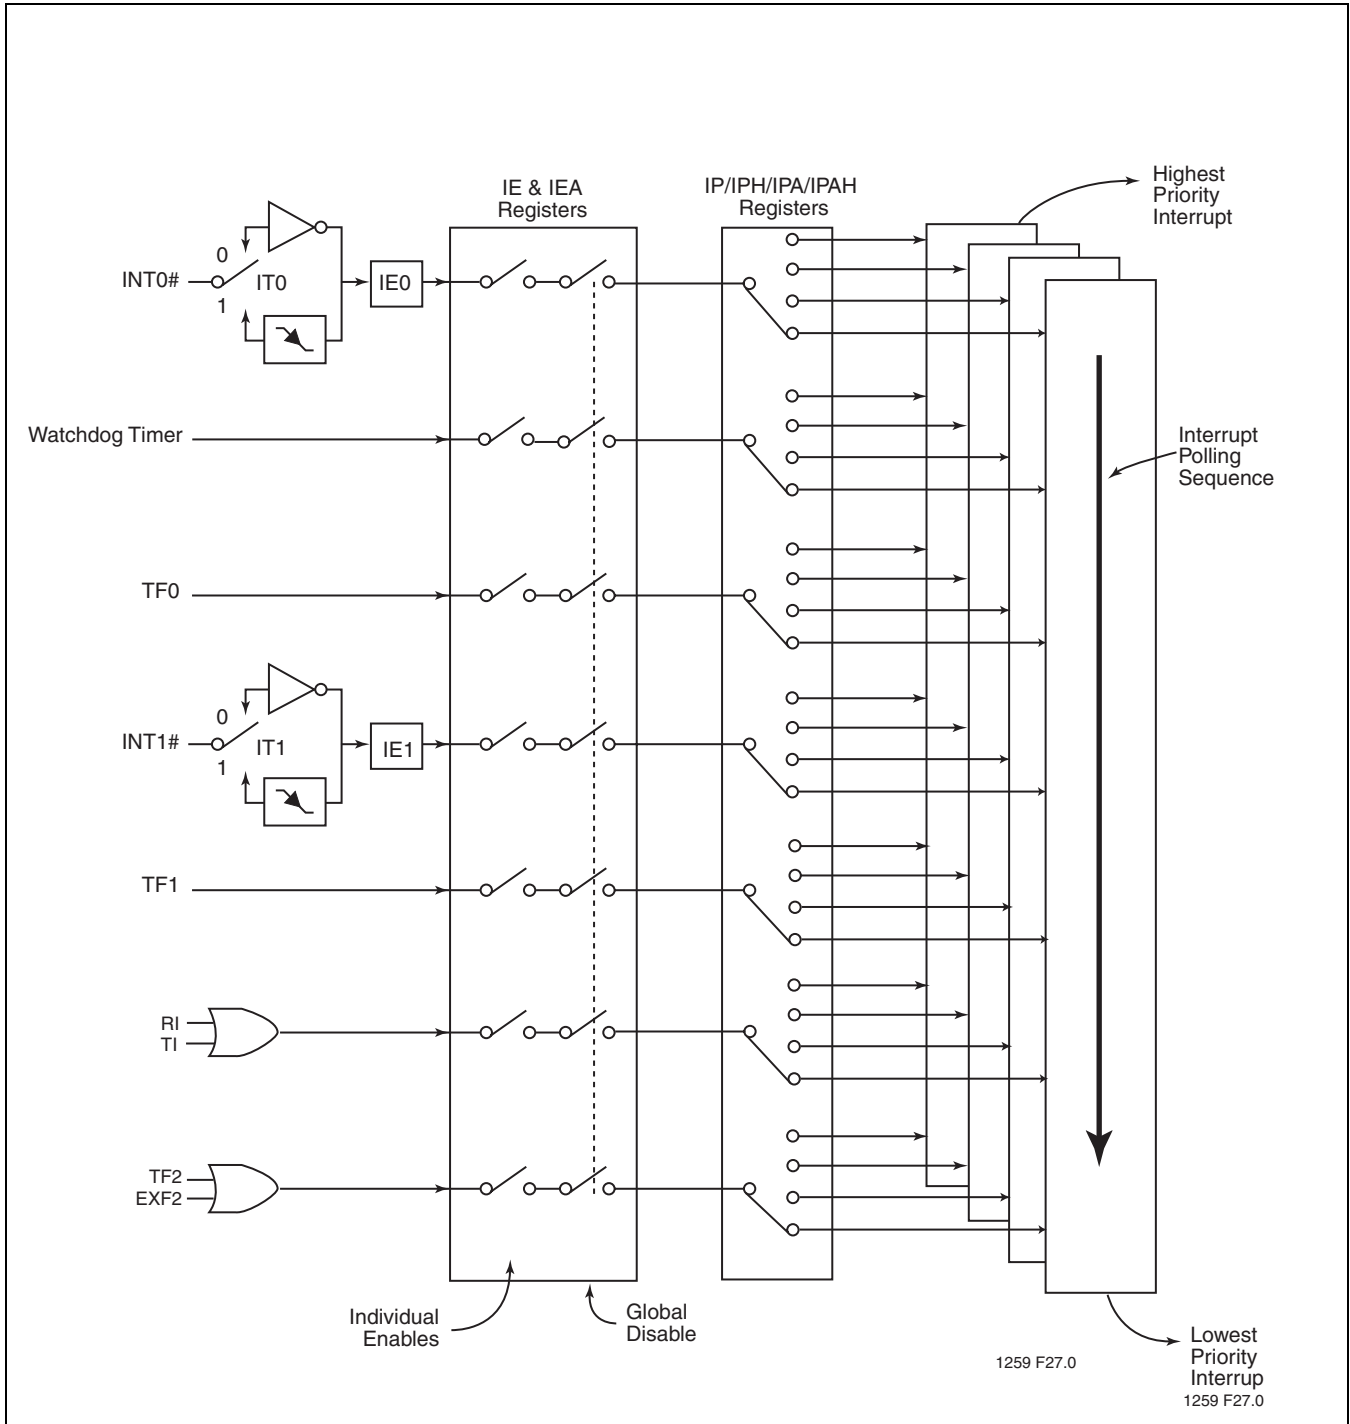 IE & IEA
Registers
IP/IPH/IPA/IPAH
Registers
Highest
Priority
Interrupt
0
INT0#
IT0
IE0
1
Watchdog Timer
Interrupt
Polling
Sequence
TF0
0
INT1#
IT1
IE1
1
TF1
RI
TI
TF2
EXF2
Individual
Enables
Global
Disable
Lowest
Priority
Interrup
1259 F27.0
1259 F27.0